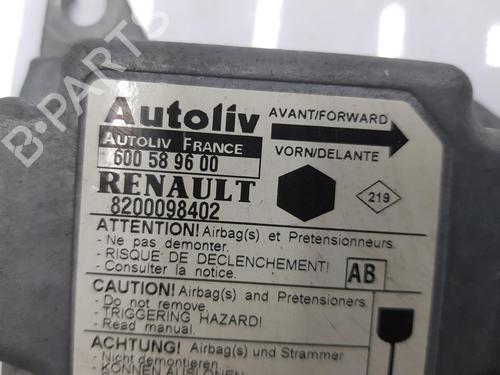 Autoliv
AVANT/FORWARD
AUTOLIV FRANCE
600 58 96 00
VORN/DELANTE
RENAULT
8200098402
219
ATTENTION! Airbag(s) et Pretensionneurs
- Ne pas demonter.
- RISQUE DE DECLENCHEMENT!
- Consulter la notice.
AB
CAUTION! Airbag(s) and Pretensioners.
- Do not remove.
- TRIGGERING HAZARD!
- Read manual.
ACHTUNG! Airbag(s) und Strammer
- Nicht demontieren.
- KÖNNEN AUSLÖSEN
B-PARTS